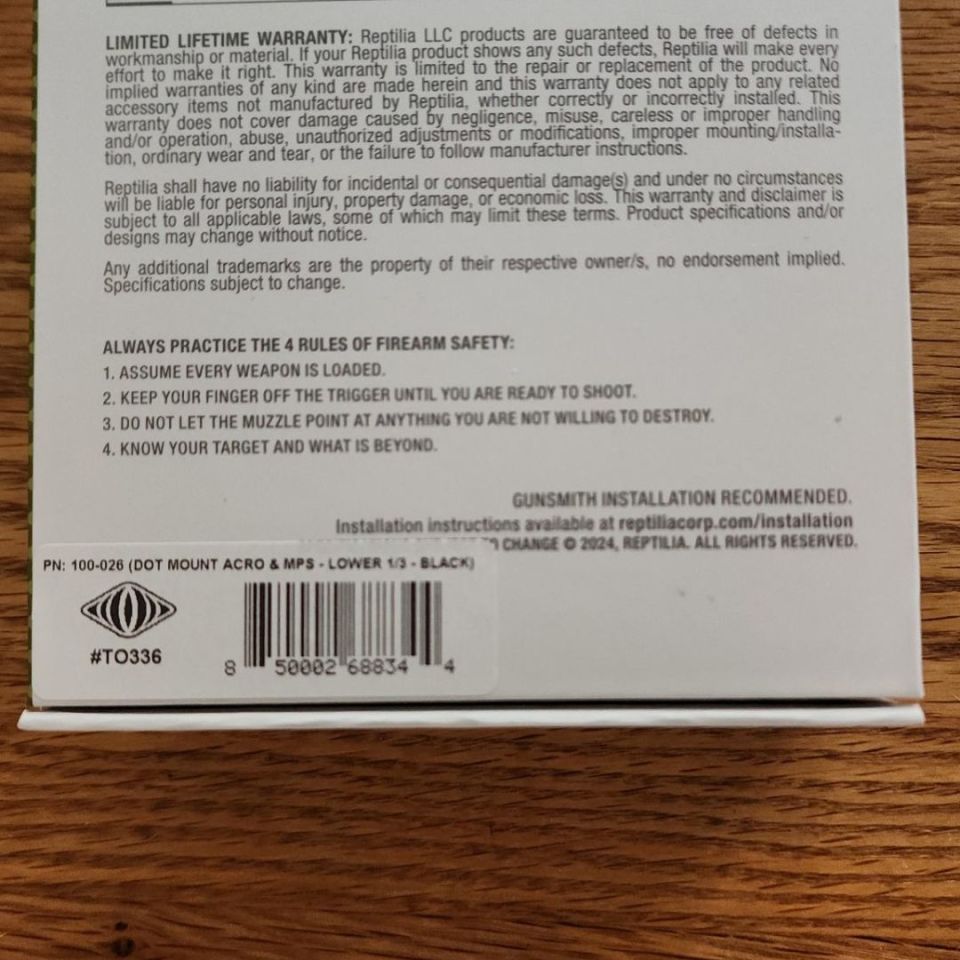 LIMITED LIFETIME WARRANTY: Reptilia LLC products are guaranteed to be free of defects in
workmanship or material. If your Reptilia product shows any such defects, Reptilia will make every
effort to make it right. This warranty is limited to the repair or replacement of the product. No
implied warranties of any kind are made herein and this warranty does not apply to any related
accessory items not manufactured by Reptilia, whether correctly or incorrectly installed. This
warranty does not cover damage caused by negligence, misuse, careless or improper handling
and/or operation, abuse, unauthorized adjustments or modifications, improper mounting/installa-
tion, ordinary wear and tear, or the failure to follow manufacturer instructions.
Reptilia shall have no liability for incidental or consequential damage(s) and under no circumstances
will be liable for personal injury, property damage, or economic loss. This warranty and disclaimer is
subject to all applicable laws, some of which may limit these terms. Product specifications and/or
designs may change without notice.
Any additional trademarks are the property of their respective owner/s, no endorsement implied.
Specifications subject to change.
ALWAYS PRACTICE THE 4 RULES OF FIREARM SAFETY:
1. ASSUME EVERY WEAPON IS LOADED.
2. KEEP YOUR FINGER OFF THE TRIGGER UNTIL YOU ARE READY TO SHOOT.
3. DO NOT LET THE MUZZLE POINT AT ANYTHING YOU ARE NOT WILLING TO DESTROY.
4. KNOW YOUR TARGET AND WHAT IS BEYOND.
GUNSMITH INSTALLATION RECOMMENDED.
Installation instructions available at reptiliacorp.com/installation
CHANGE © 2024, REPTILIA. ALL RIGHTS RESERVED.
PN: 100-026 (DOT MOUNT ACRO & MPS - LOWER 1/3 - BLACK)
#TO336
8 50002 68834 4